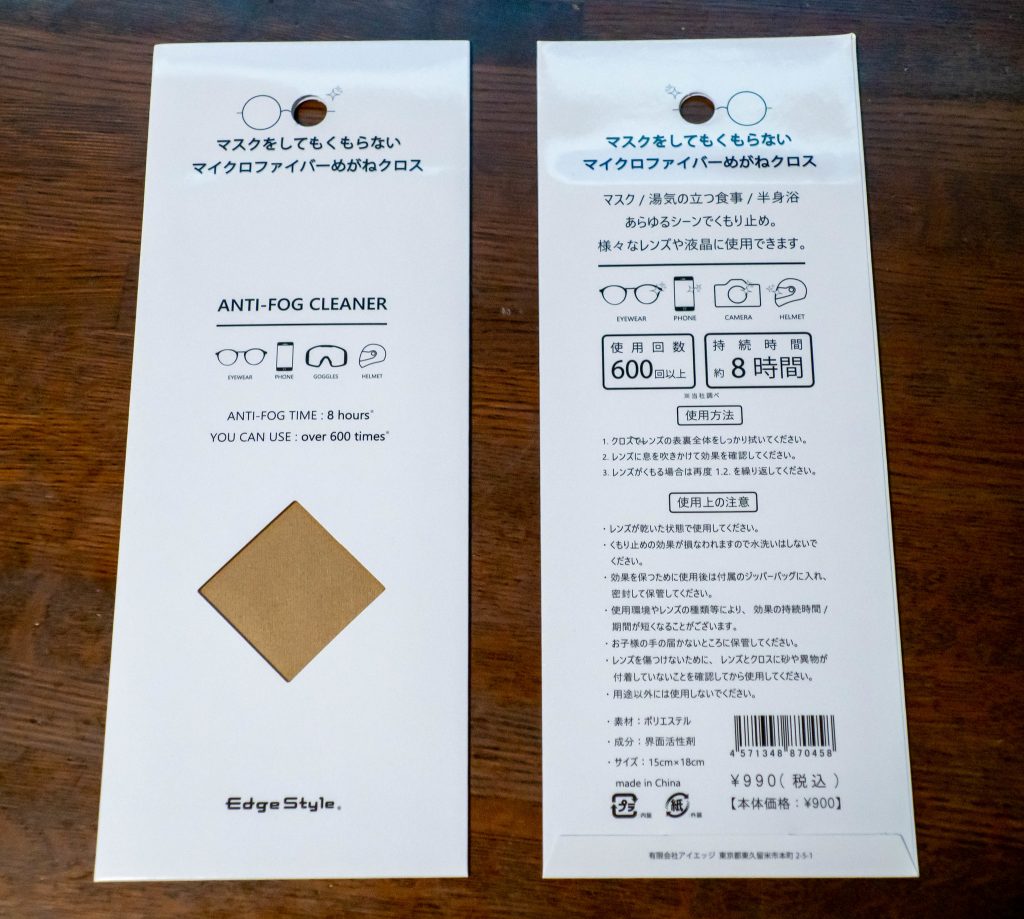 マスクをしてもくもらない
マイクロファイバーめがねクロス
ANTI-FOG CLEANER
EYEWEAR PHONE GOGGLES HELMET
ANTI-FOG TIME : 8 hours※
YOU CAN USE : over 600 times※
EdgeStyle®
マスクをしてもくもらない
マイクロファイバーめがねクロス
マスク / 湯気の立つ食事 / 半身浴
あらゆるシーンでくもり止め。
様々なレンズや液晶に使用できます。
EYEWEAR PHONE CAMERA HELMET
使用回数
600回以上
持続時間
約8時間
※当社調べ
使用方法
1. クロスでレンズの表裏全体をしっかり拭いてください。
2. レンズに息を吹きかけて効果を確認してください。
3. レンズがくもる場合は再度 1.2. を繰り返してください。
使用上の注意
・レンズが乾いた状態で使用してください。
・くもり止めの効果が損なわれますので水洗いはしないで
ください。
・効果を保つために使用後は付属のジッパーバッグに入れ、
密封して保管してください。
・使用環境やレンズの種類等により、効果の持続時間 /
期間が短くなることがございます。
・お子様の手の届かないところに保管してください。
・レンズを傷つけないために、レンズとクロスに砂や異物が
付着していないことを確認してから使用してください。
・用途以外には使用しないでください。
・素材：ポリエステル
・成分：界面活性剤
・サイズ：15cm×18cm
made in China
プラ 内装 紙 外装
4 571348 870458
¥990(税込)
【本体価格：¥900】
有限会社アイエッジ 東京都東久留米市本町 2-5-1